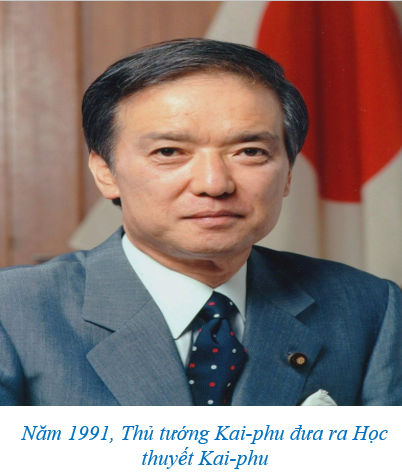 Năm 1991, Thủ tướng Kai-phu đưa ra Học
thuyết Kai-phu